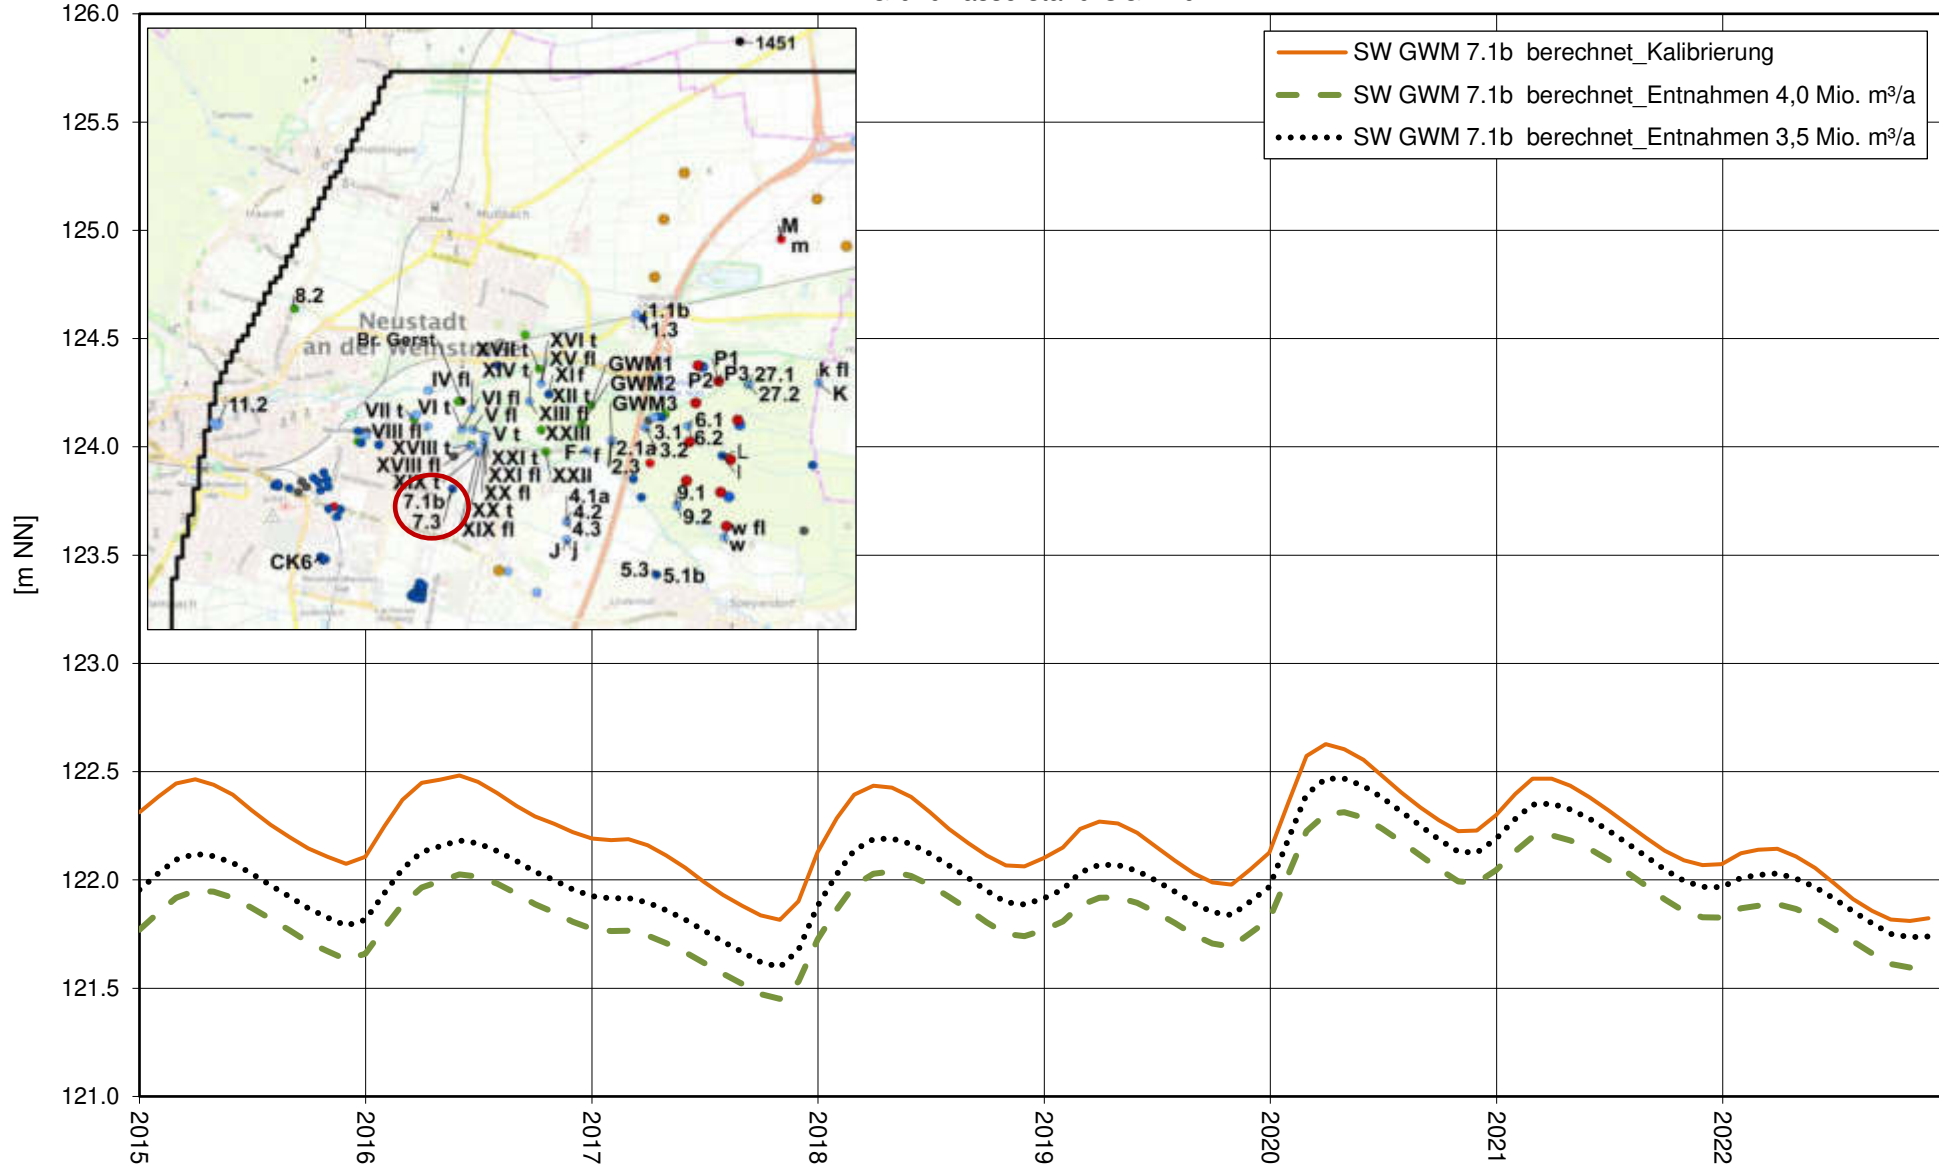 126.0
125.5
125.0
124.5
124.0
123.5
123.0
122.5
122.0
121.5
121.0
[m NN]
SW GWM 7.1b berechnet_Kalibrierung
SW GWM 7.1b berechnet_Entnahmen 4,0 Mio. m³/a
SW GWM 7.1b berechnet_Entnahmen 3,5 Mio. m³/a
1451
M
m
8.2
Neustadt
an der Weinstraße
Br. Gerst
1.1b
1.3
XVII t
XVI t
XV fl
XIV t
XI f
XII t
XIII fl
XXIII
GWM1
GWM2
GWM3
P1
P2
P3
27.1
27.2
k fl
K
11.2
IV fl
VII t
VI t
VI fl
V fl
VIII fl
V t
XVIII t
XVIII fl
XXI t
XXI fl
XXII
XIX t
XX fl
XX t
XIX fl
F
f
2.1a
2.3
3.1
3.2
6.1
6.2
L
l
7.1b
7.3
4.1a
4.2
4.3
J
j
9.1
9.2
w fl
w
CK6
5.3
5.1b
2015
2016
2017
2018
2019
2020
2021
2022